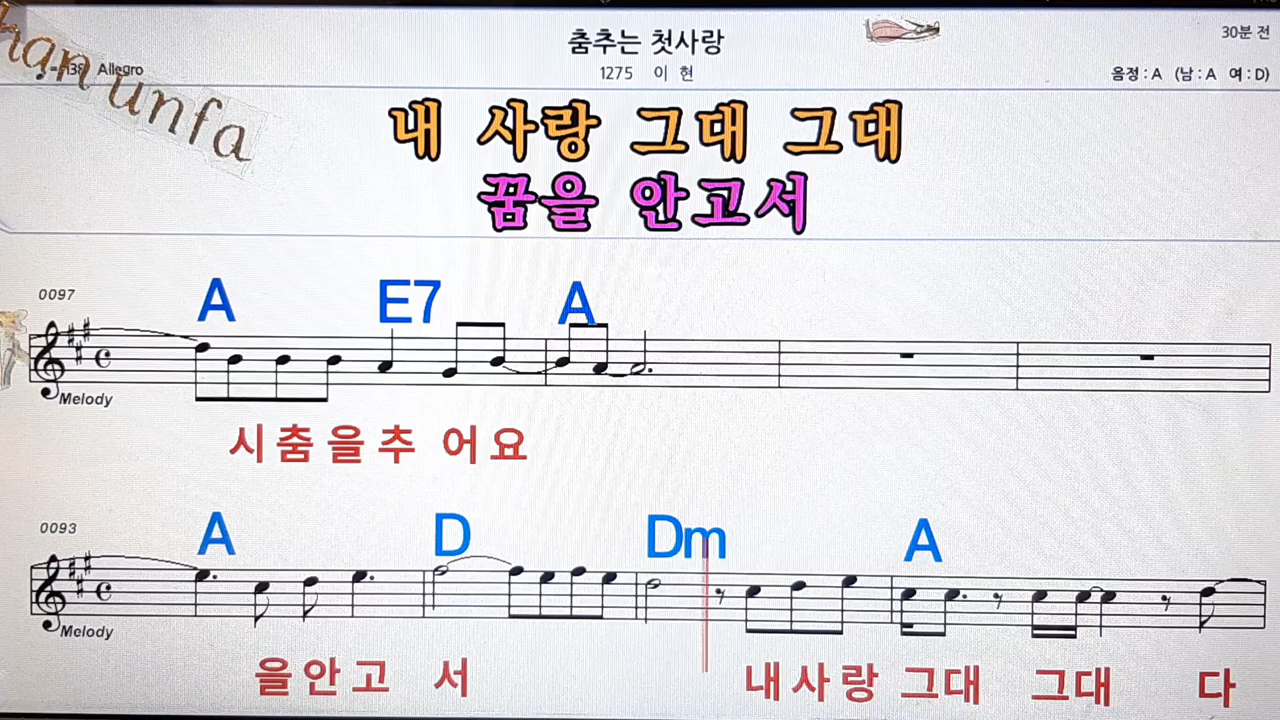 춤추는 첫사랑
30분 전
han unfa
Allegro
1275 이 현
음정 : A (남 : A 여 : D)
내 사랑 그대 그대
꿈을 안고서
0097
A E7 A
Melody
시춤을추 어요
0093
A D Dm A
Melody
을안고 서 내사랑 그대 그대 다